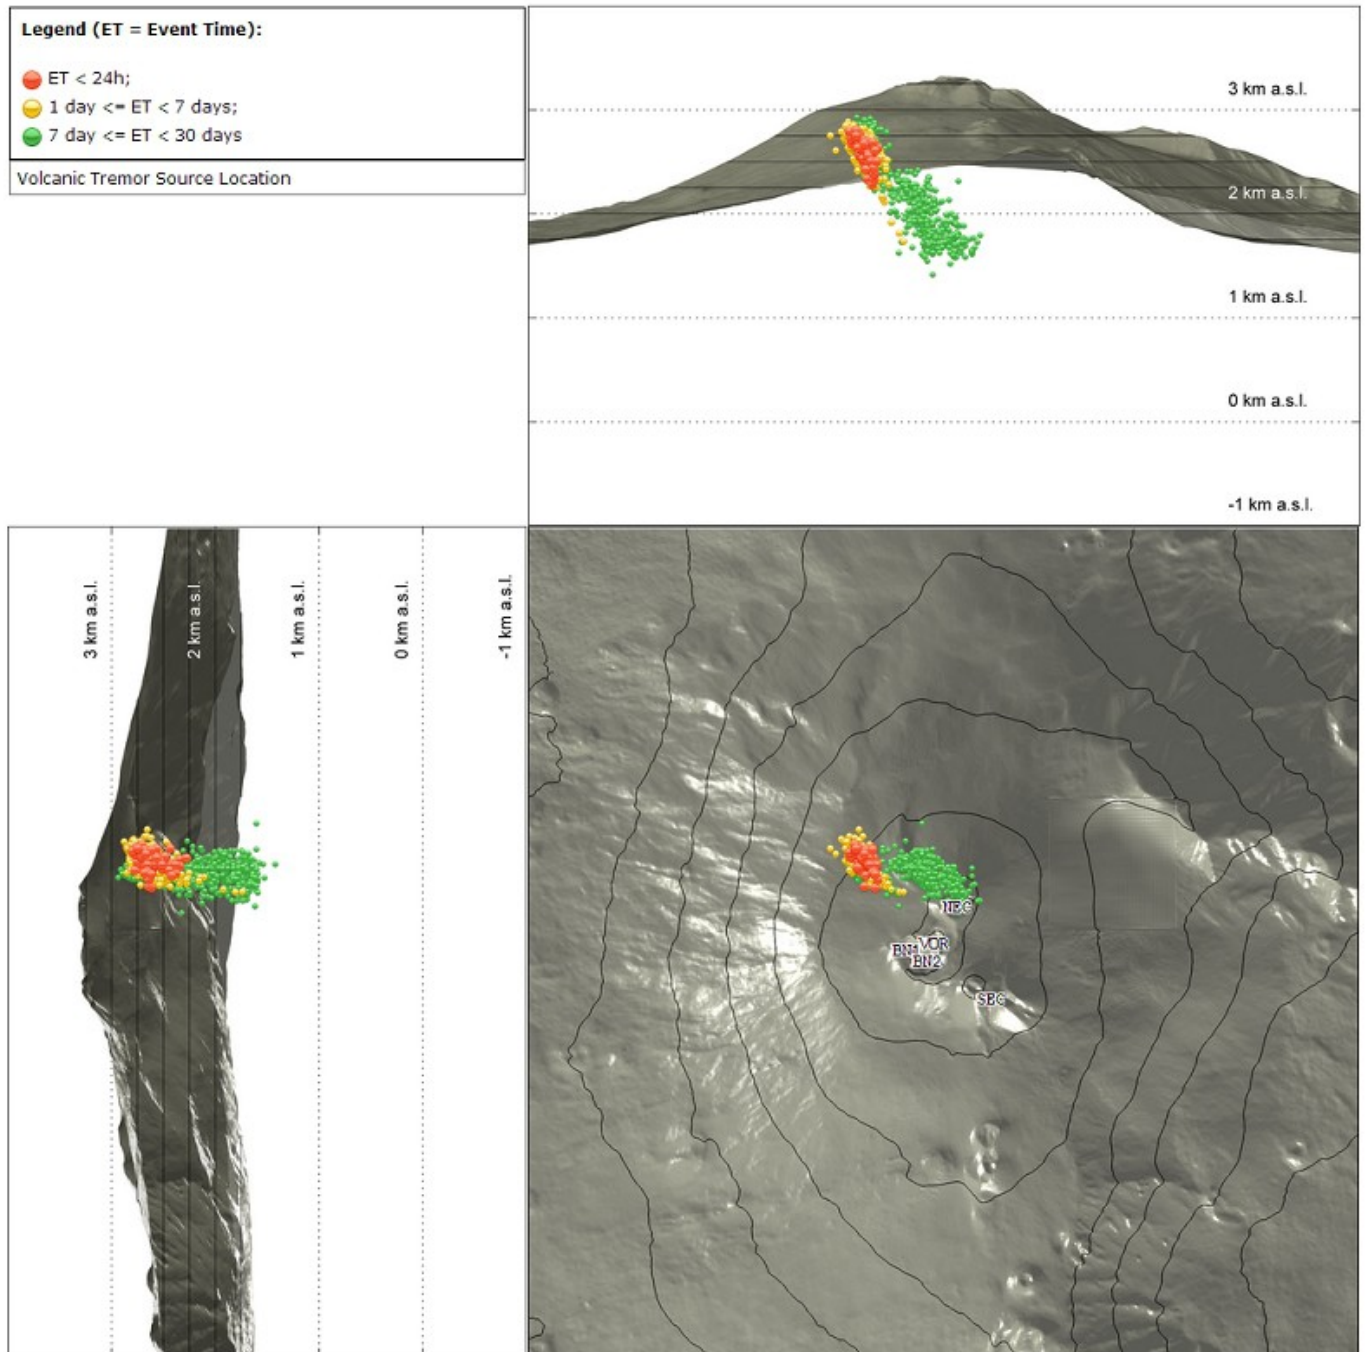 Legend (ET = Event Time):
ET < 24h;
1 day <= ET < 7 days;
7 day <= ET < 30 days
Volcanic Tremor Source Location
3 km a.s.l.
2 km a.s.l.
1 km a.s.l.
0 km a.s.l.
-1 km a.s.l.
3 km a.s.l.
2 km a.s.l.
1 km a.s.l.
0 km a.s.l.
-1 km a.s.l.
NEC
VOR
BN2
SEC